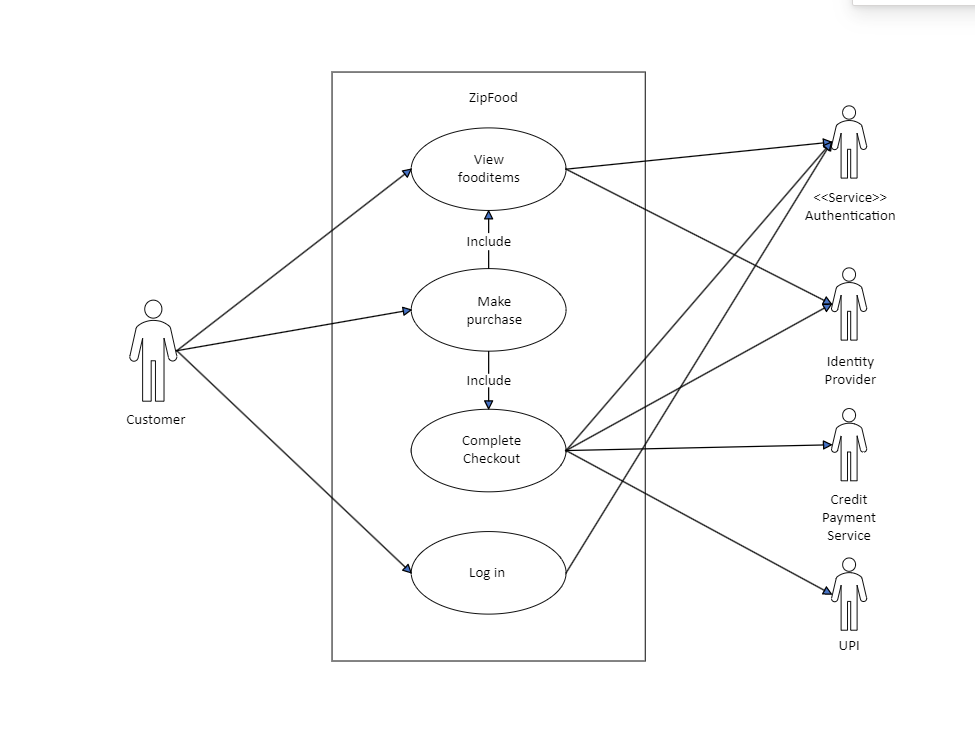 ZipFood
View
fooditems
Include
Make
purchase
Include
Complete
Checkout
Log in
Customer
<<Service>>
Authentication
Identity
Provider
Credit
Payment
Service
UPI